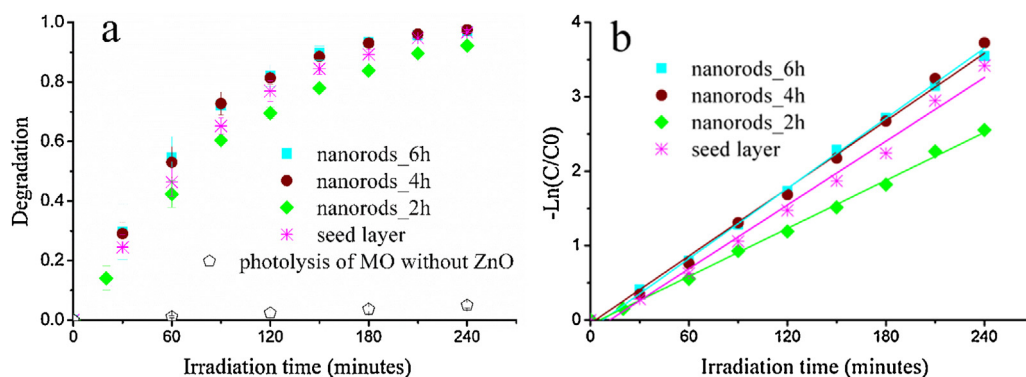 a
1.0
0.8
0.6
0.4
0.2
0.0
Degradation
nanorods_6h
nanorods_4h
nanorods_2h
seed layer
photolysis of MO without ZnO
0 60 120 180 240
Irradiation time (minutes)
b
4
3
2
1
0
-Ln(C/C0)
nanorods_6h
nanorods_4h
nanorods_2h
seed layer
0 60 120 180 240
Irradiation time (minutes)